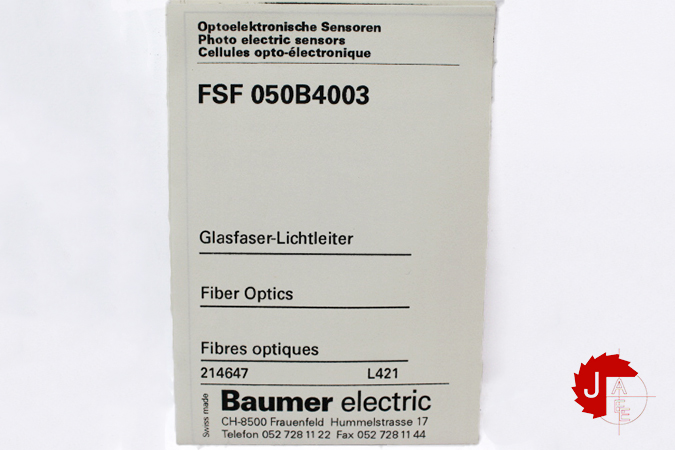 Optoelektronische Sensoren
Photo electric sensors
Cellules opto-électronique
FSF 050B4003
Glasfaser-Lichtleiter
Fiber Optics
Fibres optiques
214647 L421
Swiss made
Baumer electric
CH-8500 Frauenfeld Hummelstrasse 17
Telefon 052 728 11 22 Fax 052 728 11 44
J